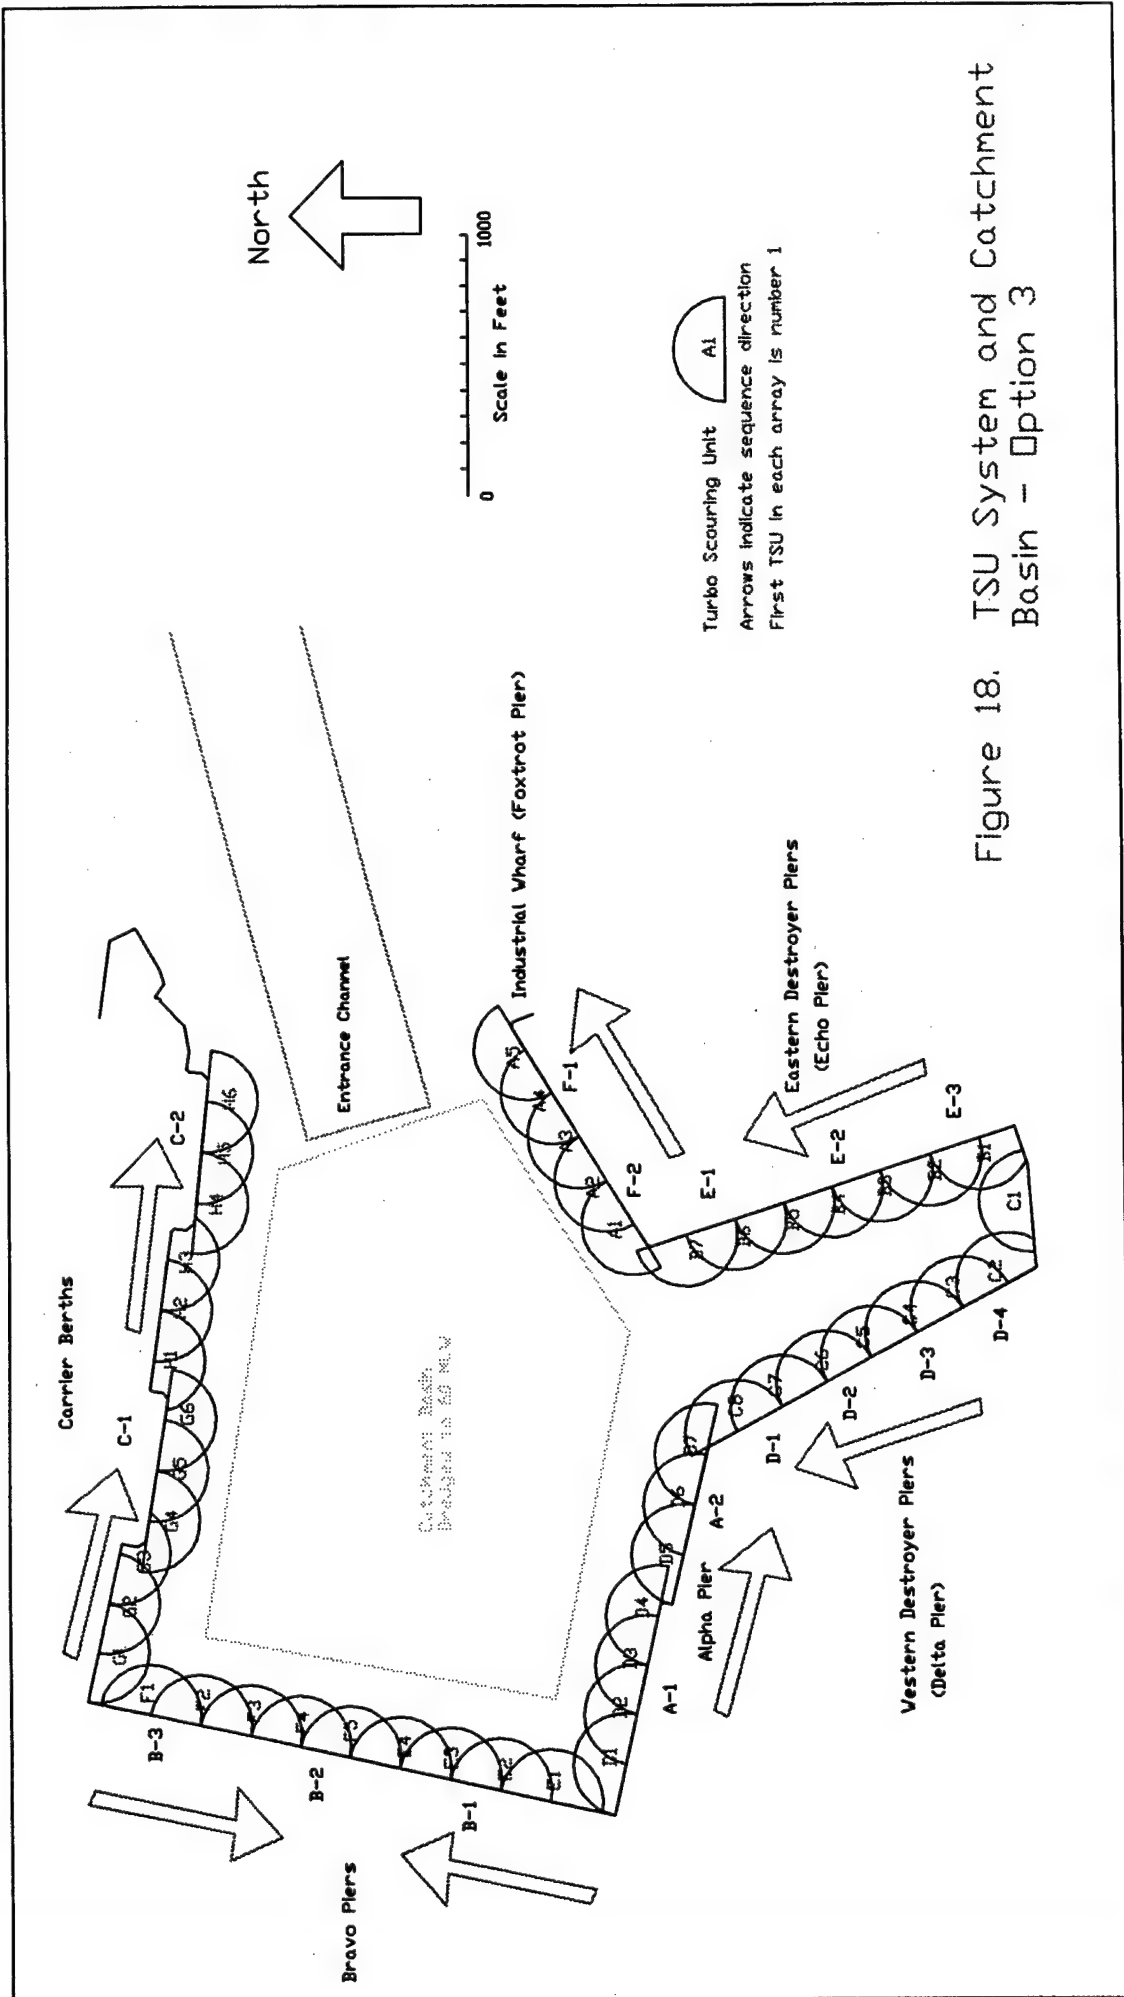 North
0
1000
Scale in Feet
Turbo Scouring Unit
A1
Arrows indicate sequence direction
First TSU in each array is number 1
Carrier Berths
C-1
C-2
G1
G2
G3
G4
G5
G6
H1
A2
H3
H4
H5
H6
Entrance Channel
Industrial Wharf (Foxtrot Pier)
A5
A4
A3
A2
A1
F-1
F-2
E-1
E-2
E-3
Eastern Destroyer Piers
(Echo Pier)
B7
B6
B5
B4
B3
B2
B1
C1
C2
C3
C4
C5
C6
C7
C8
D-4
D-3
D-2
D-1
Western Destroyer Piers
(Delta Pier)
Catchment Basin
D7
D6
D5
D4
D3
D2
D1
A-2
Alpha Pier
A-1
E1
E2
E3
E4
F5
F4
F3
F2
F1
B-3
B-2
B-1
Bravo Piers
Figure 18. TSU System and Catchment
Basin - Option 3